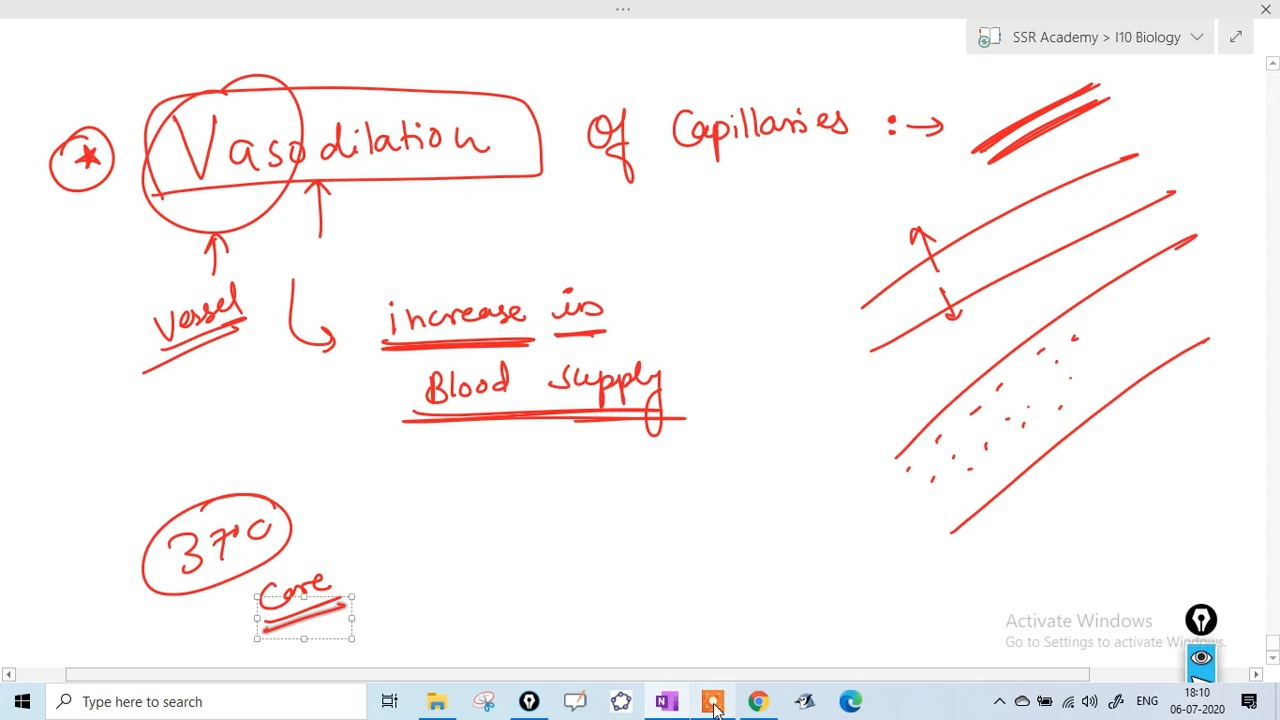 ...
SSR Academy > I10 Biology
Vasodilation Of Capillaries :→
Vessel
increase in
Blood supply
37°C
Core
Activate Windows
Go to Settings to activate Windows.
Type here to search
ENG
18:10
06-07-2020